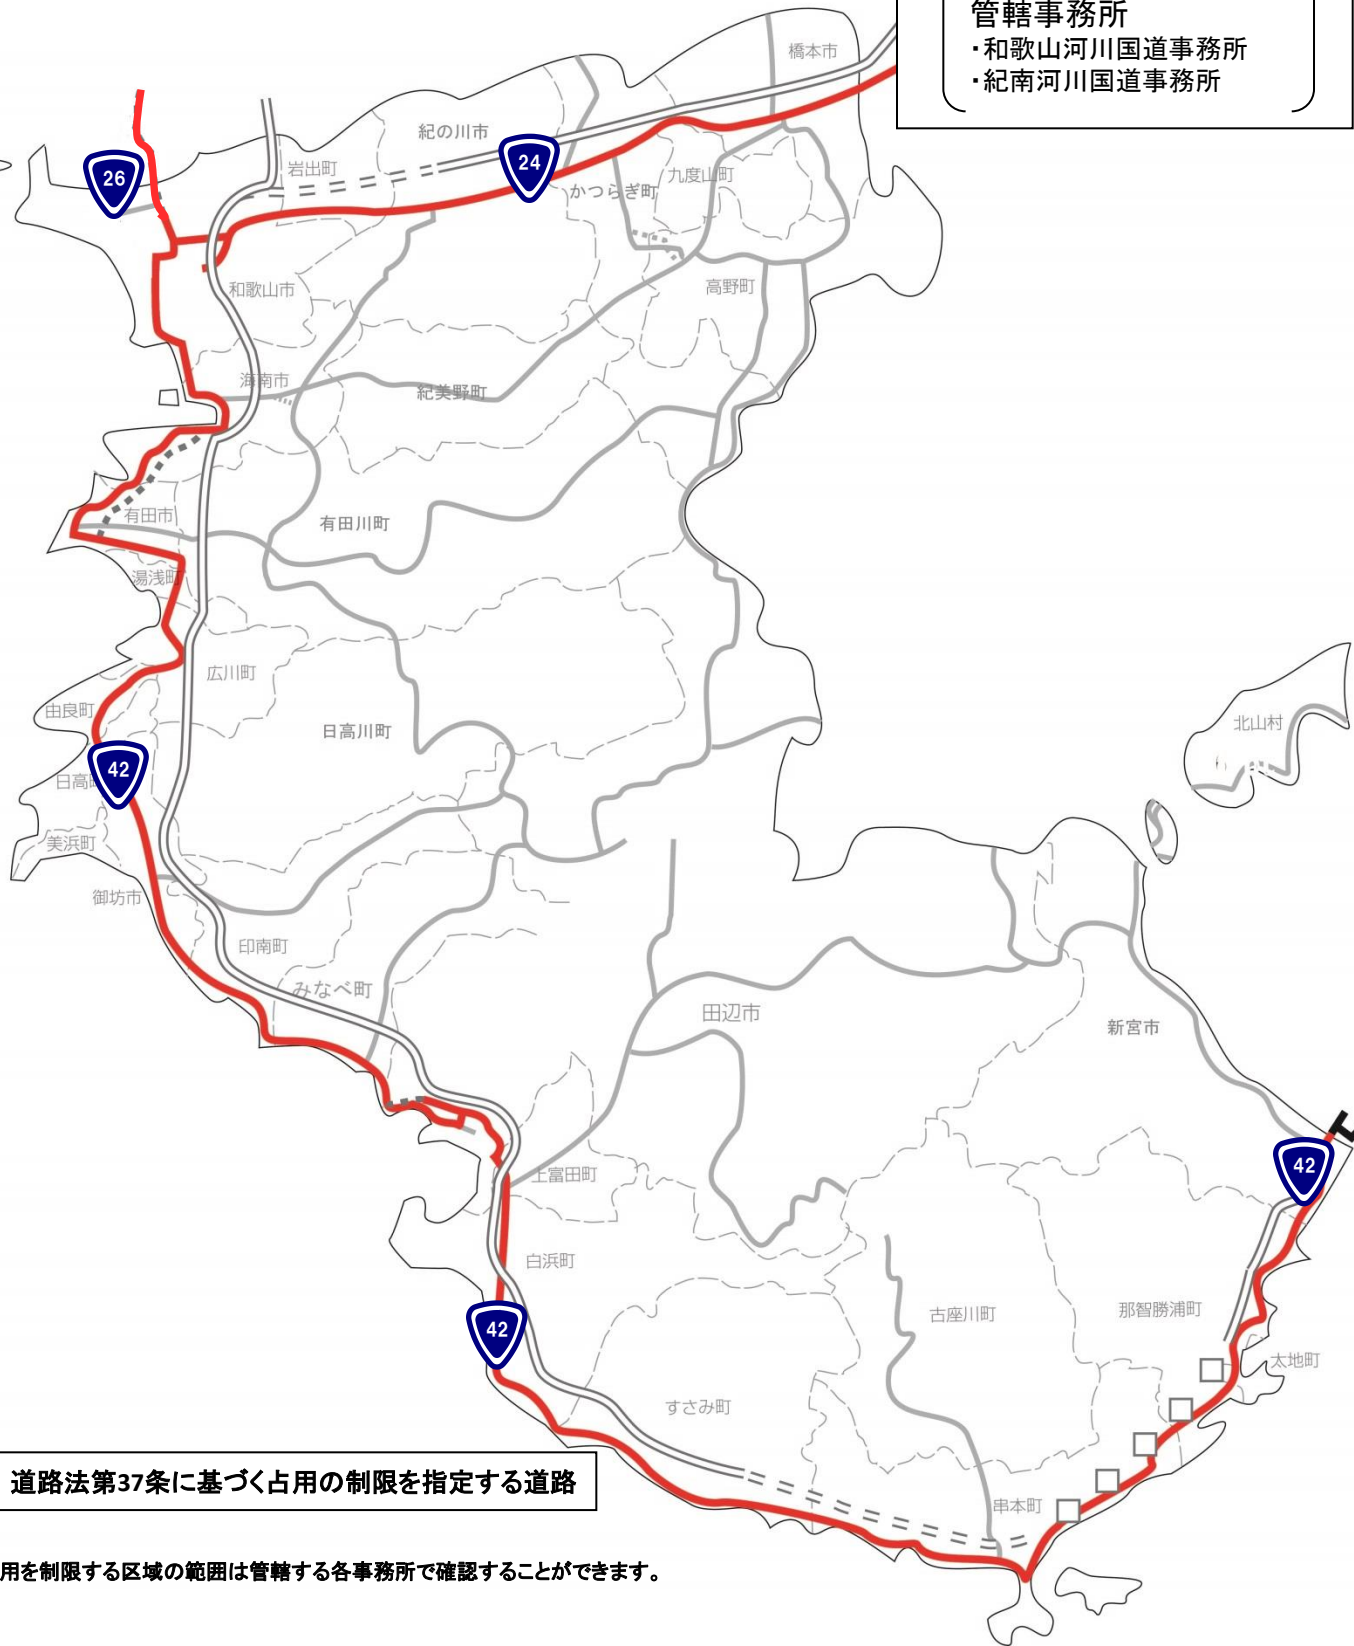 管轄事務所
・和歌山河川国道事務所
・紀南河川国道事務所
橋本市
紀の川市
岩出町
24
26
かつらぎ町
九度山町
和歌山市
高野町
海南市
紀美野町
有田市
有田川町
湯浅町
広川町
由良町
日高川町
北山村
42
日高
美浜町
御坊市
印南町
みなべ町
田辺市
新宮市
上富田町
42
白浜町
古座川町
那智勝浦町
42
太地町
すさみ町
道路法第37条に基づく占用の制限を指定する道路
串本町
用を制限する区域の範囲は管轄する各事務所で確認することができます。